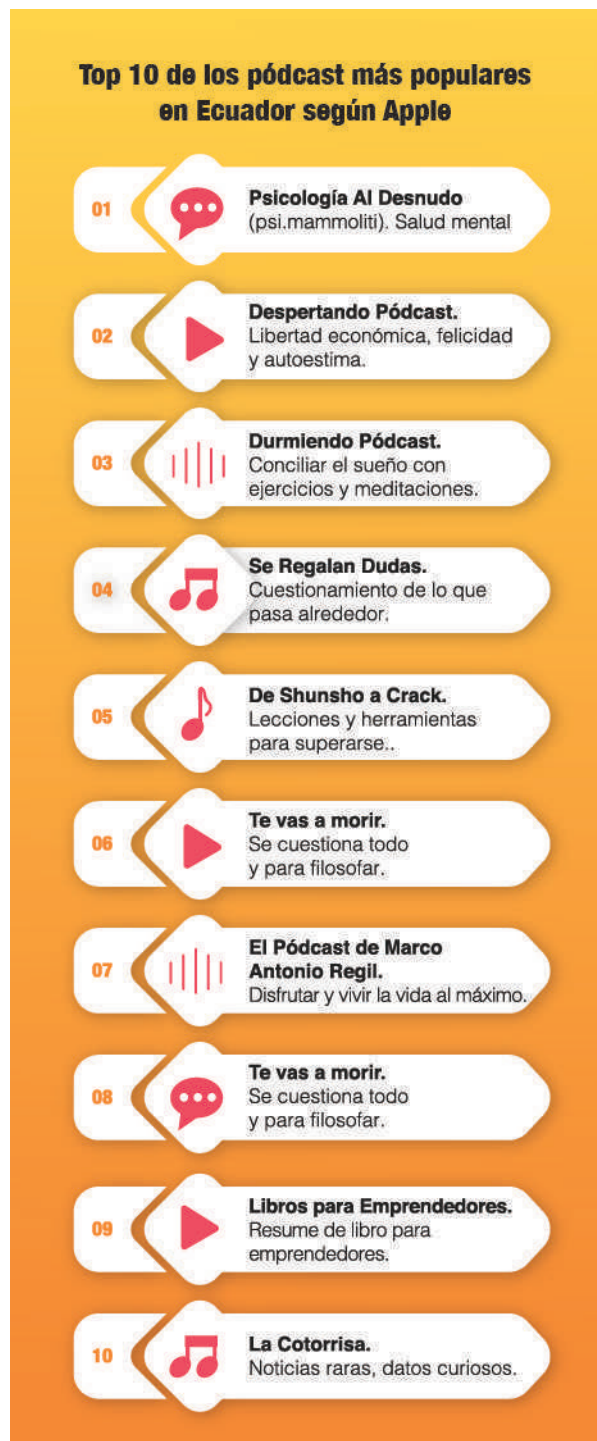 Top 10 de los pódcast más populares
en Ecuador según Apple
01
Psicología Al Desnudo
(psi.mammoliti). Salud mental
02
Despertando Pódcast.
Libertad económica, felicidad
y autoestima.
03
Durmiendo Pódcast.
Conciliar el sueño con
ejercicios y meditaciones.
04
Se Regalan Dudas.
Cuestionamiento de lo que
pasa alrededor.
05
De Shunsho a Crack.
Lecciones y herramientas
para superarse..
06
Te vas a morir.
Se cuestiona todo
y para filosofar.
07
El Pódcast de Marco
Antonio Regil.
Disfrutar y vivir la vida al máximo.
08
Te vas a morir.
Se cuestiona todo
y para filosofar.
09
Libros para Emprendedores.
Resume de libro para
emprendedores.
10
La Cotorrisa.
Noticias raras, datos curiosos.